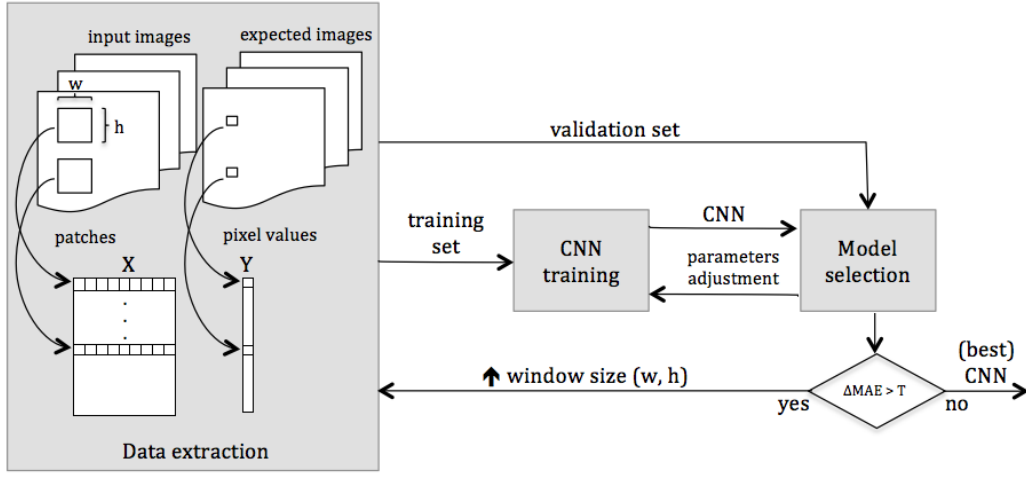 input images
expected images
w
h
patches
pixel values
X
Y
.
.
.
Data extraction
validation set
training
set
CNN
training
CNN
parameters
adjustment
Model
selection
🡹 window size (w, h)
yes
ΔMAE > T
no
(best)
CNN